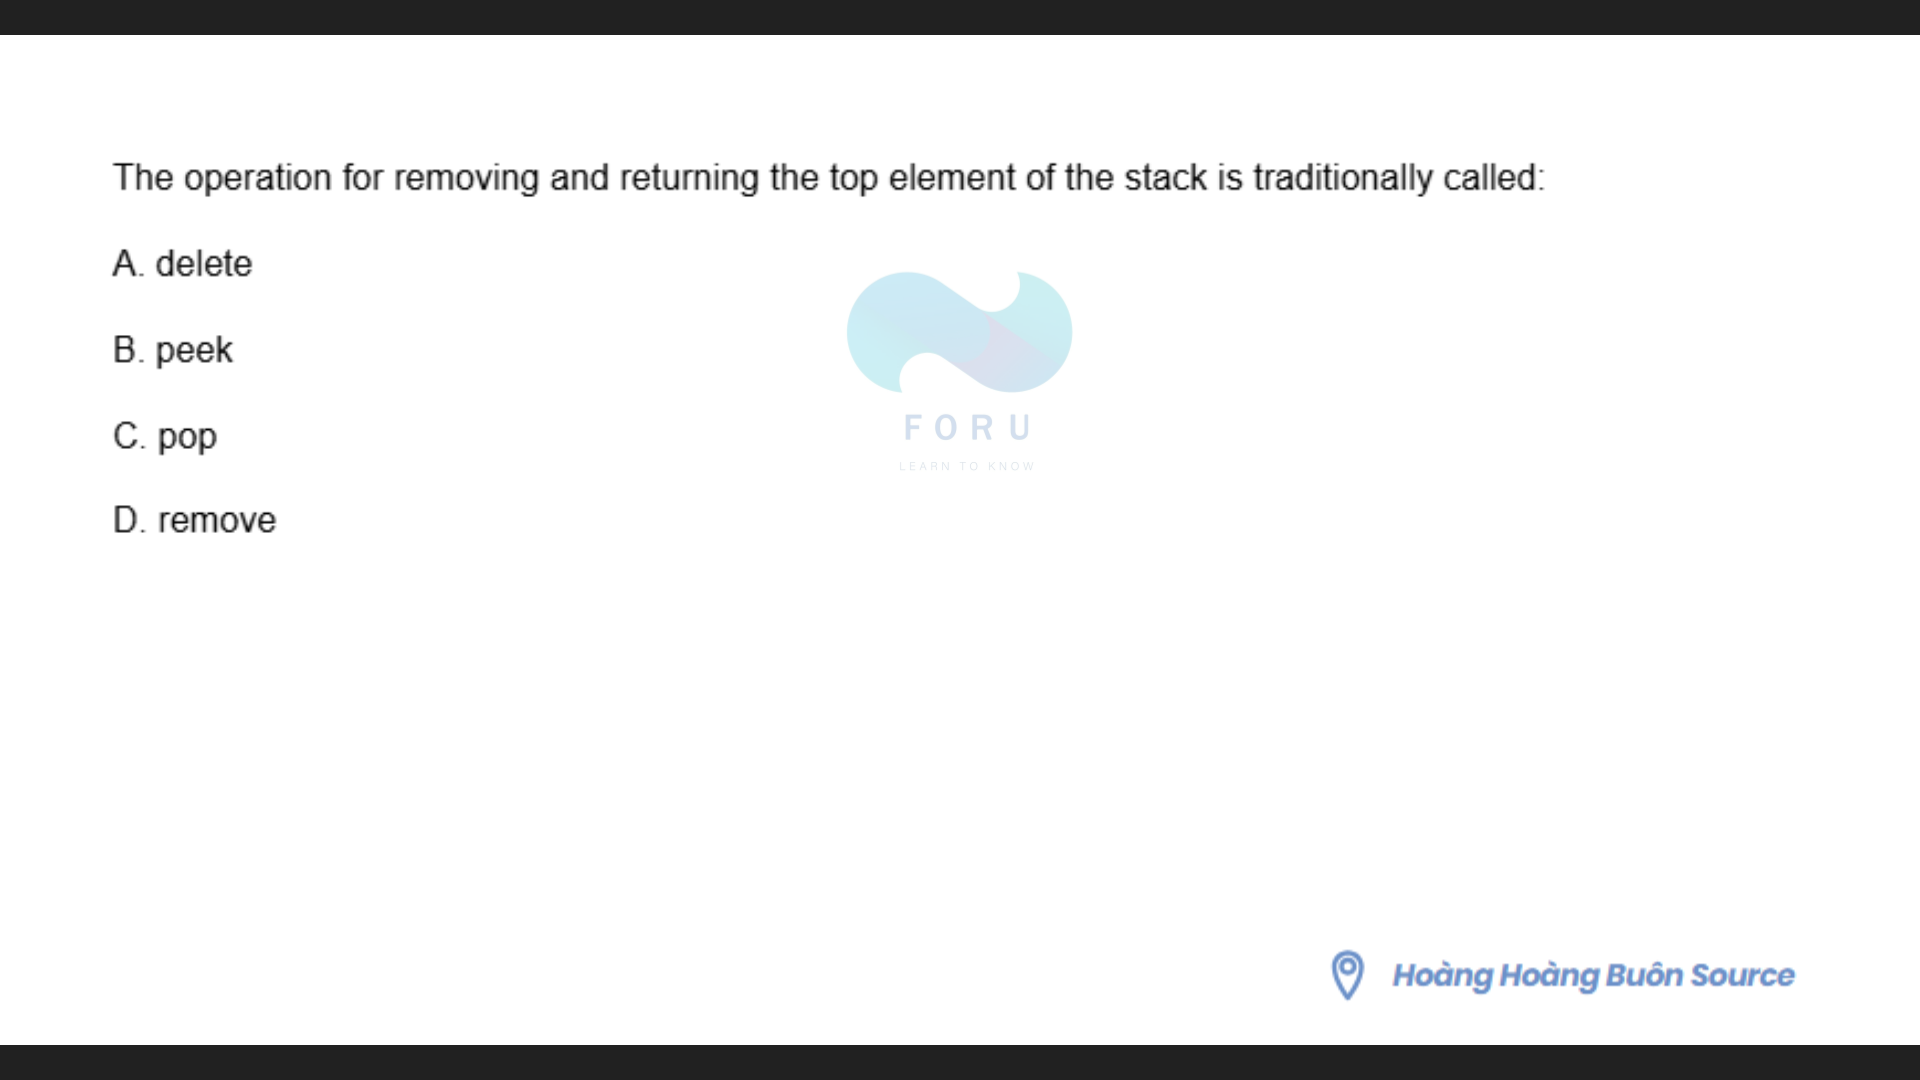 The operation for removing and returning the top element of the stack is traditionally called:
A. delete
B. peek
C. pop
D. remove
FORU
LEARN TO KNOW
Hoàng Hoàng Buôn Source